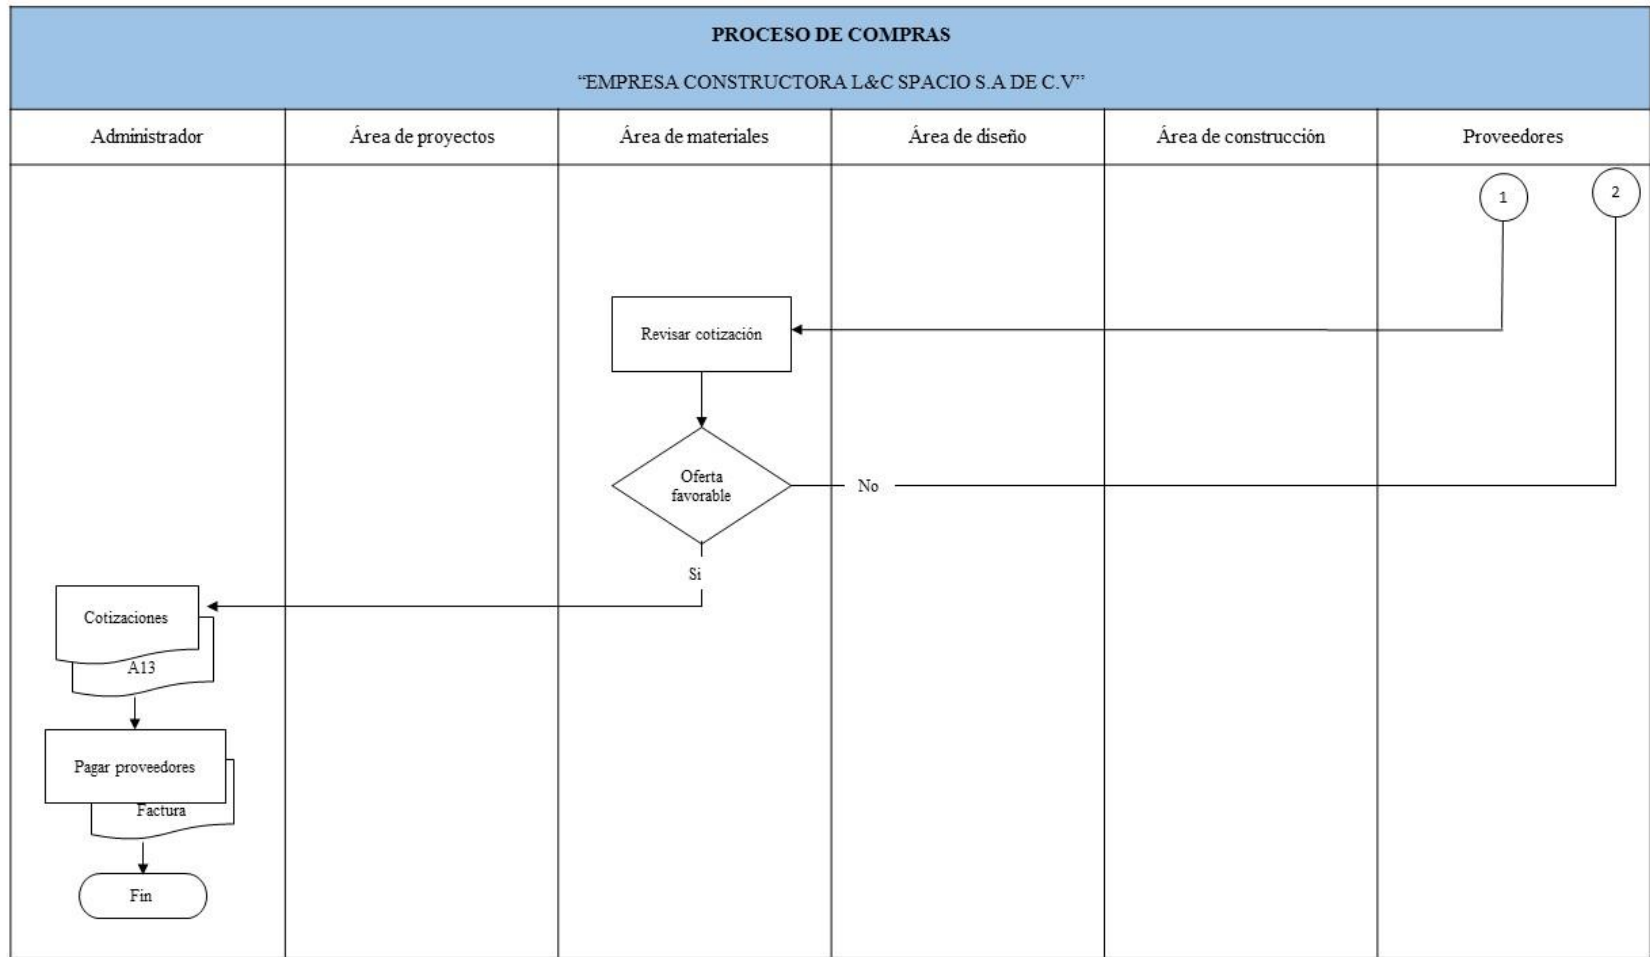 PROCESO DE COMPRAS
“EMPRESA CONSTRUCTORA L&C SPACIO S.A DE C.V”
Administrador
Área de proyectos
Área de materiales
Área de diseño
Área de construcción
Proveedores
1
2
Revisar cotización
Oferta
favorable
No
Si
Cotizaciones
A13
Pagar proveedores
Factura
Fin